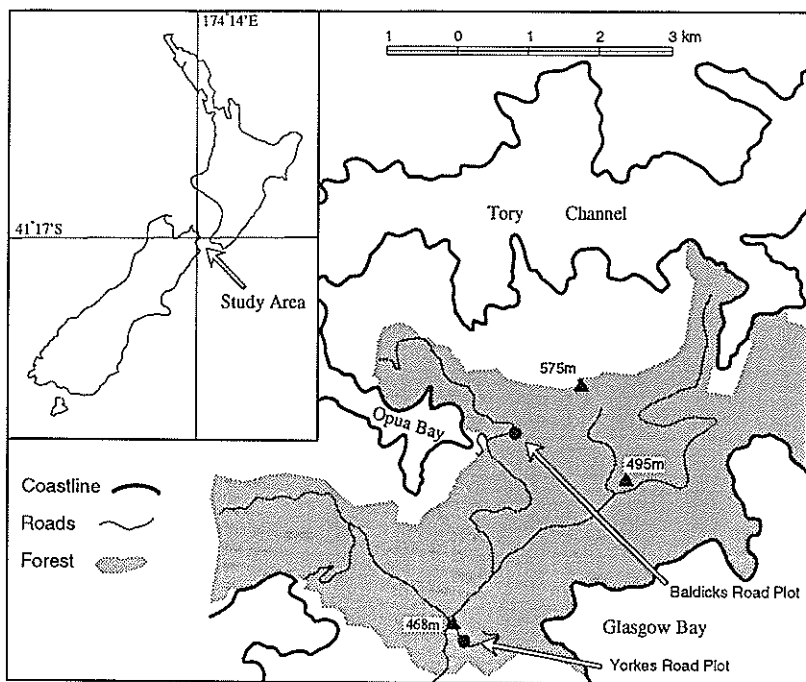 174°14'E
41°17'S
Study Area
1 0 1 2 3 km
Tory Channel
575m
Opua Bay
495m
Coastline
Roads
Forest
Baldicks Road Plot
468m
Glasgow Bay
Yorkes Road Plot